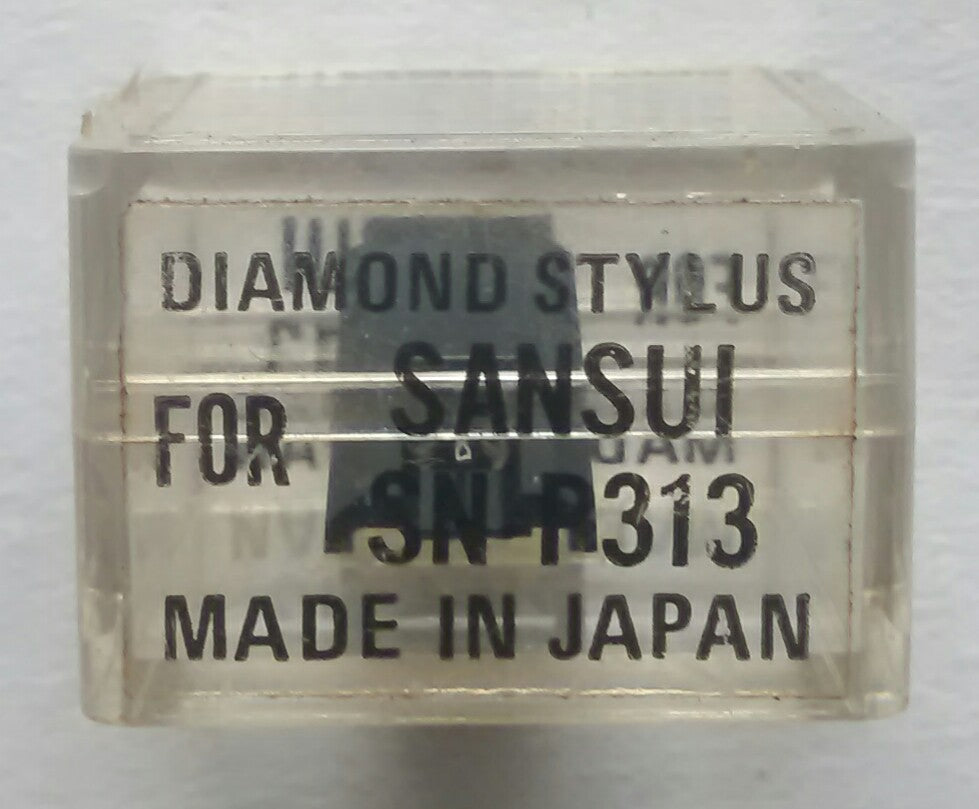 DIAMOND STYLUS
SANSUI
FOR
SN-P313
MADE IN JAPAN